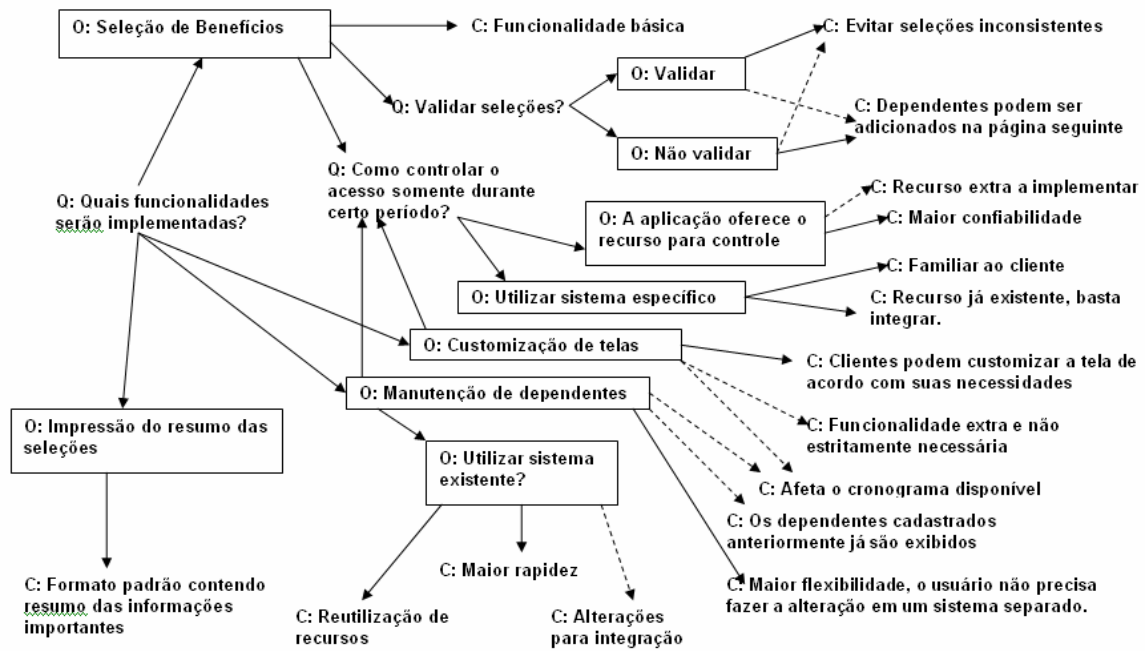 O: Seleção de Benefícios
C: Funcionalidade básica
C: Evitar seleções inconsistentes
O: Validar
Q: Validar seleções?
C: Dependentes podem ser
adicionados na página seguinte
O: Não validar
Q: Como controlar o
acesso somente durante
certo período?
Q: Quais funcionalidades
serão implementadas?
C: Recurso extra a implementar
O: A aplicação oferece o
recurso para controle
C: Maior confiabilidade
C: Familiar ao cliente
O: Utilizar sistema específico
C: Recurso já existente, basta
integrar.
O: Customização de telas
C: Clientes podem customizar a tela de
acordo com suas necessidades
O: Manutenção de dependentes
O: Impressão do resumo das
seleções
C: Funcionalidade extra e não
estritamente necessária
O: Utilizar sistema
existente?
C: Afeta o cronograma disponível
C: Os dependentes cadastrados
anteriormente já são exibidos
C: Maior rapidez
C: Formato padrão contendo
resumo das informações
importantes
C: Maior flexibilidade, o usuário não precisa
fazer a alteração em um sistema separado.
C: Reutilização de
recursos
C: Alterações
para integração